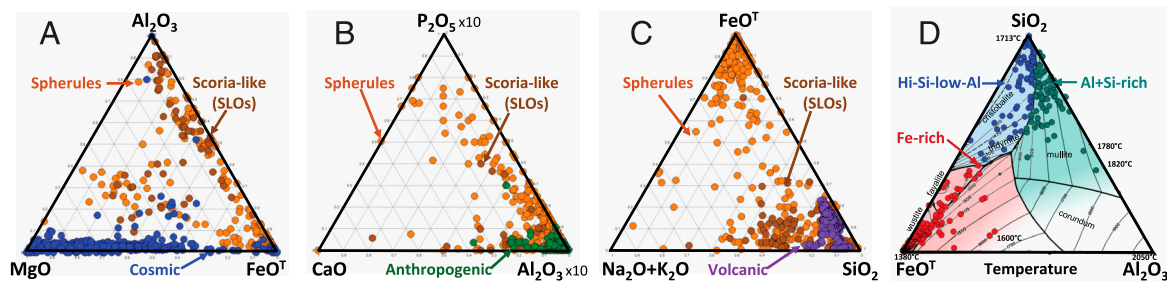 A
Al₂O₃
Spherules
Scoria-like
(SLOs)
MgO
Cosmic
FeOᵀ
B
P₂O₅ x10
Spherules
Scoria-like
(SLOs)
CaO
Anthropogenic
Al₂O₃ x10
C
FeOᵀ
Spherules
Scoria-like
(SLOs)
Na₂O+K₂O
Volcanic
SiO₂
D
SiO₂
1713°C
Hi-Si-low-Al
Al+Si-rich
cristobalite
Fe-rich
mullite
1780°C
1820°C
fayalite
wustite
corundum
1600°C
1380°C
2050°C
FeOᵀ
Temperature
Al₂O₃